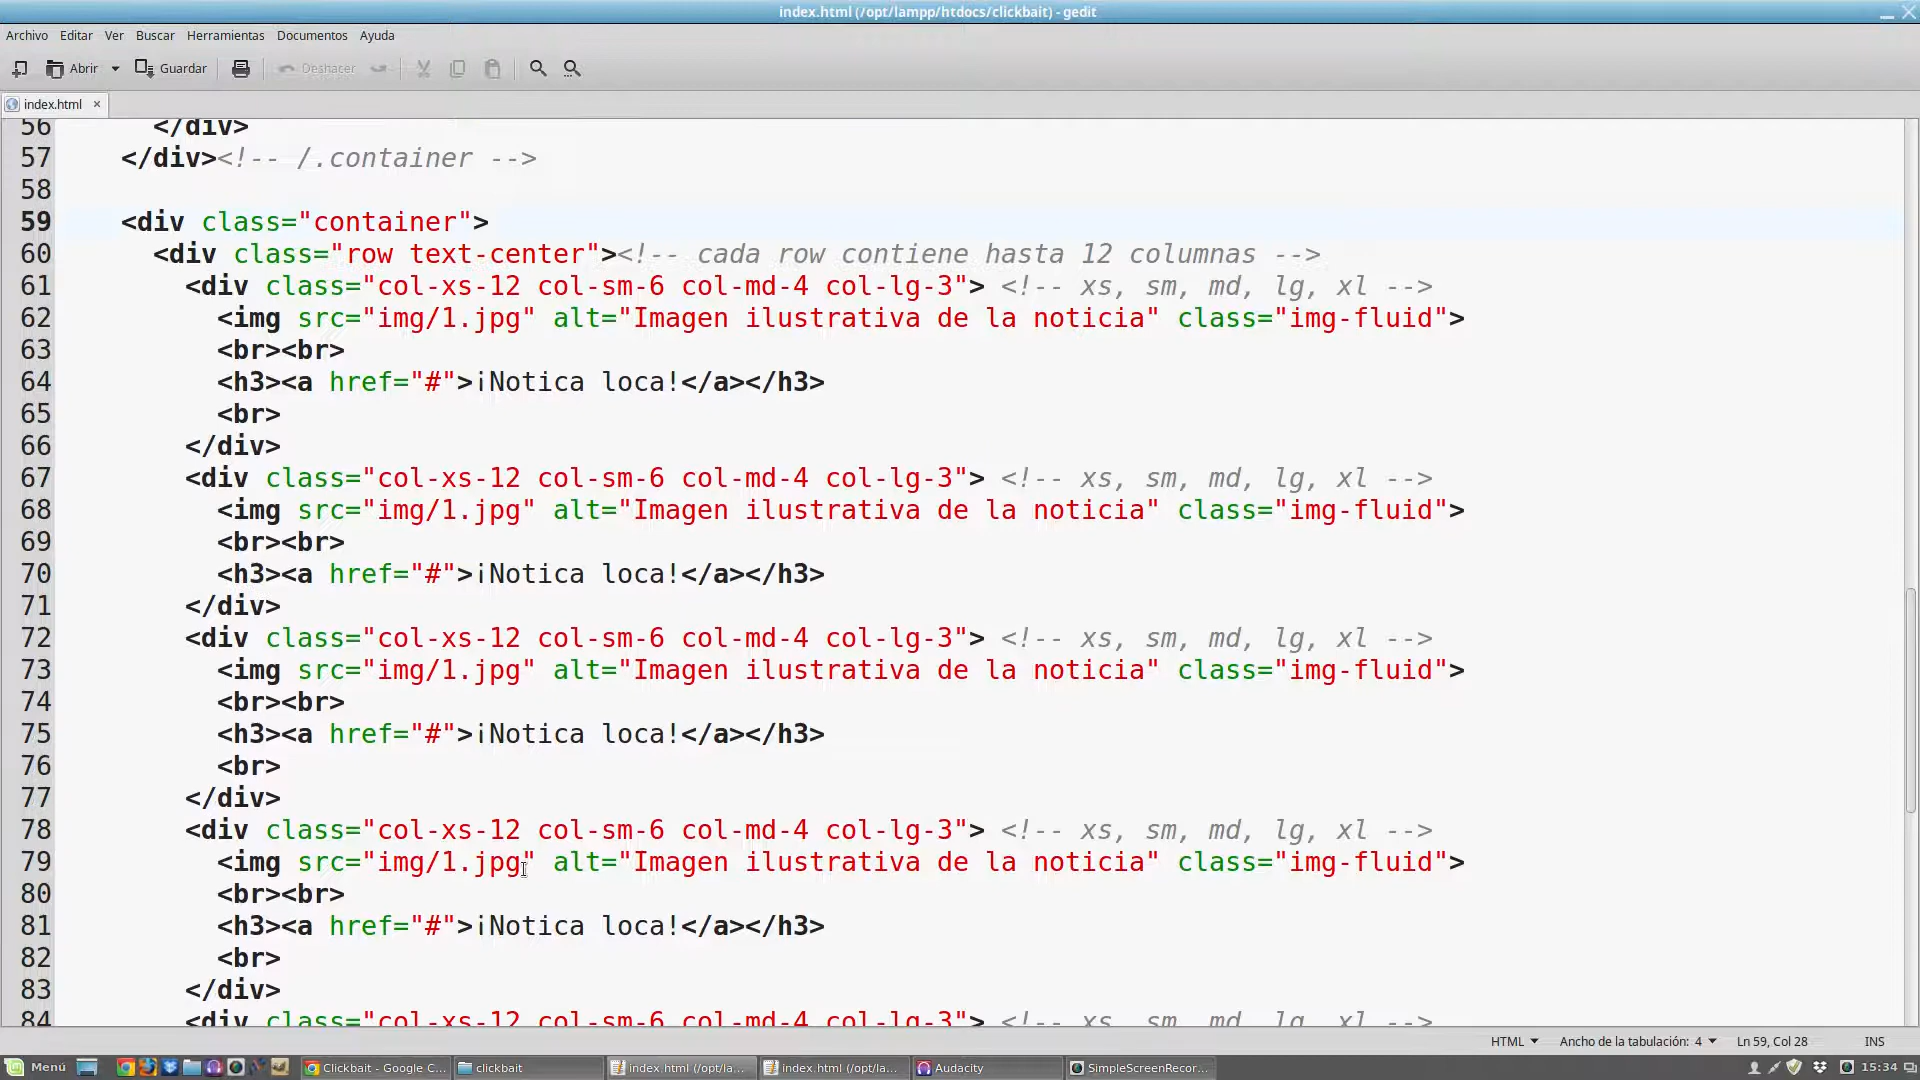 index.html (/opt/lampp/htdocs/clickbait) - gedit
Archivo Editar Ver Buscar Herramientas Documentos Ayuda
Abrir Guardar Deshacer
index.html ×
56 </div>
57 </div><!-- /.container -->
58
59 <div class="container">
60 <div class="row text-center"><!-- cada row contiene hasta 12 columnas -->
61 <div class="col-xs-12 col-sm-6 col-md-4 col-lg-3"> <!-- xs, sm, md, lg, xl -->
62 <img src="img/1.jpg" alt="Imagen ilustrativa de la noticia" class="img-fluid">
63 <br><br>
64 <h3><a href="#">¡Notica loca!</a></h3>
65 <br>
66 </div>
67 <div class="col-xs-12 col-sm-6 col-md-4 col-lg-3"> <!-- xs, sm, md, lg, xl -->
68 <img src="img/1.jpg" alt="Imagen ilustrativa de la noticia" class="img-fluid">
69 <br><br>
70 <h3><a href="#">¡Notica loca!</a></h3>
71 </div>
72 <div class="col-xs-12 col-sm-6 col-md-4 col-lg-3"> <!-- xs, sm, md, lg, xl -->
73 <img src="img/1.jpg" alt="Imagen ilustrativa de la noticia" class="img-fluid">
74 <br><br>
75 <h3><a href="#">¡Notica loca!</a></h3>
76 <br>
77 </div>
78 <div class="col-xs-12 col-sm-6 col-md-4 col-lg-3"> <!-- xs, sm, md, lg, xl -->
79 <img src="img/1.jpg" alt="Imagen ilustrativa de la noticia" class="img-fluid">
80 <br><br>
81 <h3><a href="#">¡Notica loca!</a></h3>
82 <br>
83 </div>
84 <div class="col-xs-12 col-sm-6 col-md-4 col-lg-3"> <!-- xs, sm, md, lg, xl -->
HTML Ancho de la tabulación: 4 Ln 59, Col 28 INS
Menú Clickbait - Google C... clickbait index.html (/opt/la... index.html (/opt/la... Audacity SimpleScreenRecor... 15:34